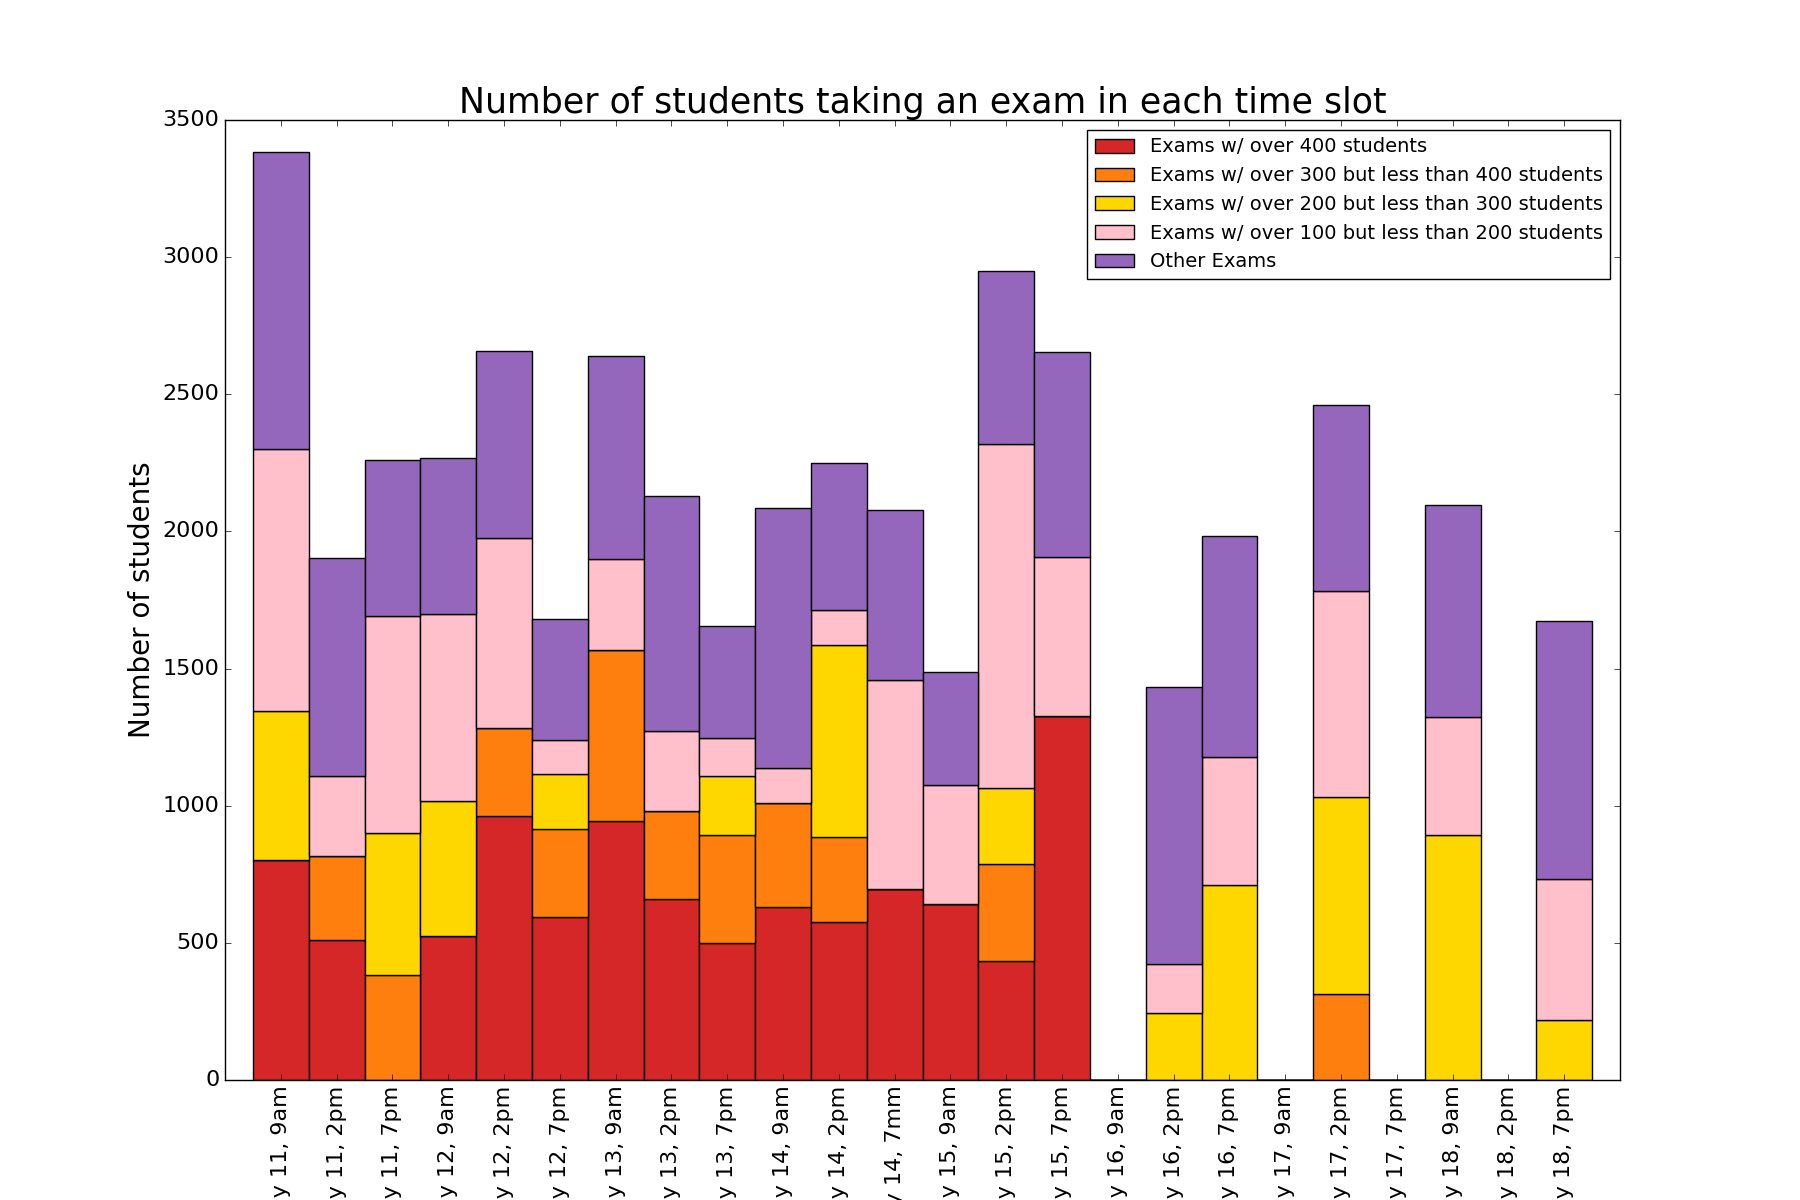 Number of students taking an exam in each time slot
Exams w/ over 400 students
Exams w/ over 300 but less than 400 students
Exams w/ over 200 but less than 300 students
Exams w/ over 100 but less than 200 students
Other Exams
Number of students
3500
3000
2500
2000
1500
1000
500
0
y 11, 9am
y 11, 2pm
y 11, 7pm
y 12, 9am
y 12, 2pm
y 12, 7pm
y 13, 9am
y 13, 2pm
y 13, 7pm
y 14, 9am
y 14, 2pm
y 14, 7mm
y 15, 9am
y 15, 2pm
y 15, 7pm
y 16, 9am
y 16, 2pm
y 16, 7pm
y 17, 9am
y 17, 2pm
y 17, 7pm
y 18, 9am
y 18, 2pm
y 18, 7pm